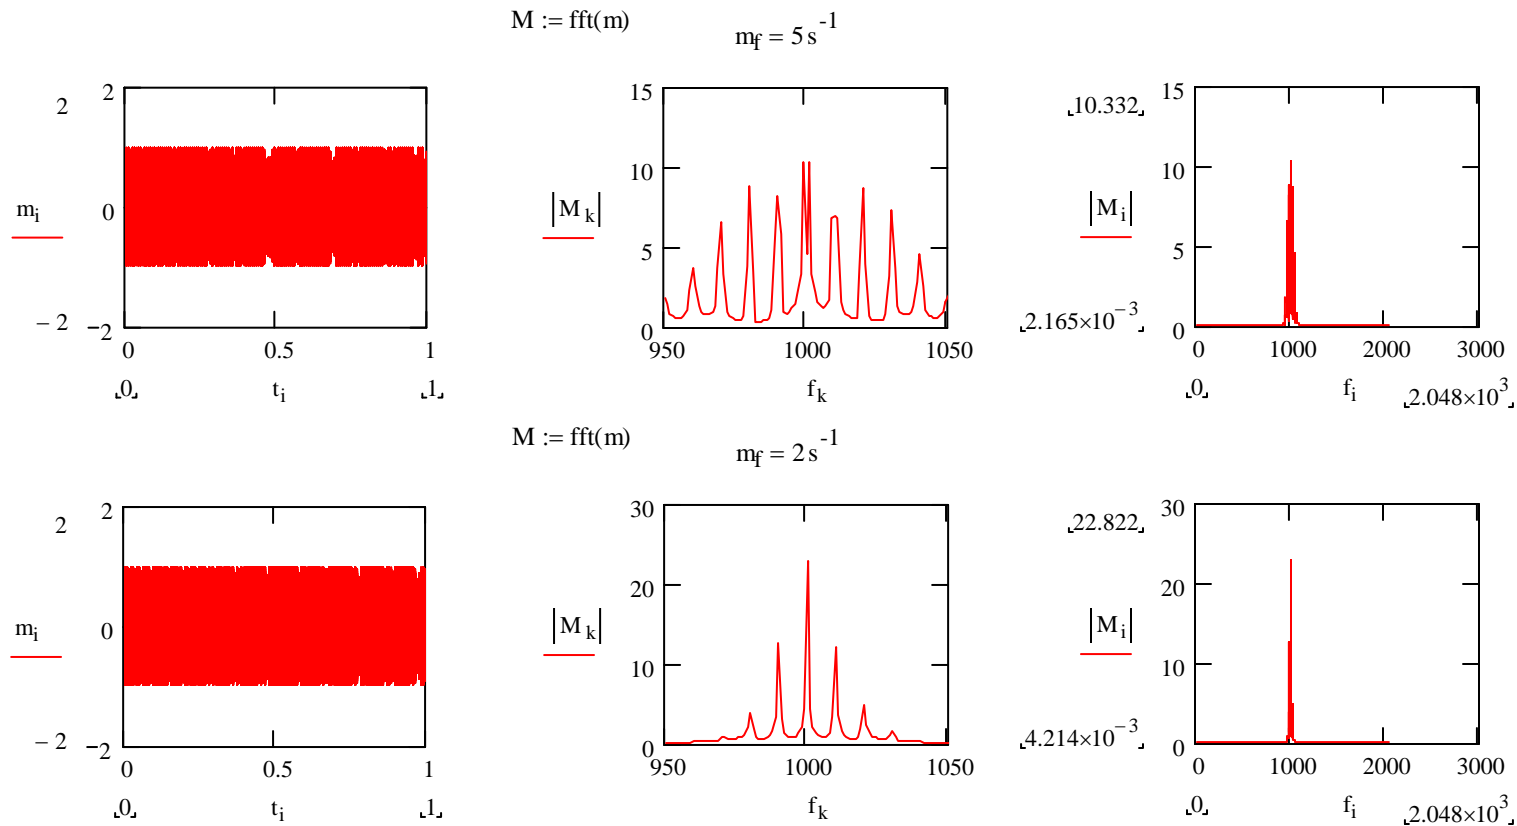 M := fft(m)
m_f = 5 s^-1
2
m_i
−2
2
0
−2
0 0.5 1
0 t_i 1
|M_k|
15
10
5
0
950 1000 1050
f_k
10.332
|M_i|
2.165×10^−3
15
10
5
0
0 1000 2000 3000
0 f_i 2.048×10^3
M := fft(m)
m_f = 2 s^-1
2
m_i
−2
2
0
−2
0 0.5 1
0 t_i 1
|M_k|
30
20
10
0
950 1000 1050
f_k
22.822
|M_i|
4.214×10^−3
30
20
10
0
0 1000 2000 3000
0 f_i 2.048×10^3